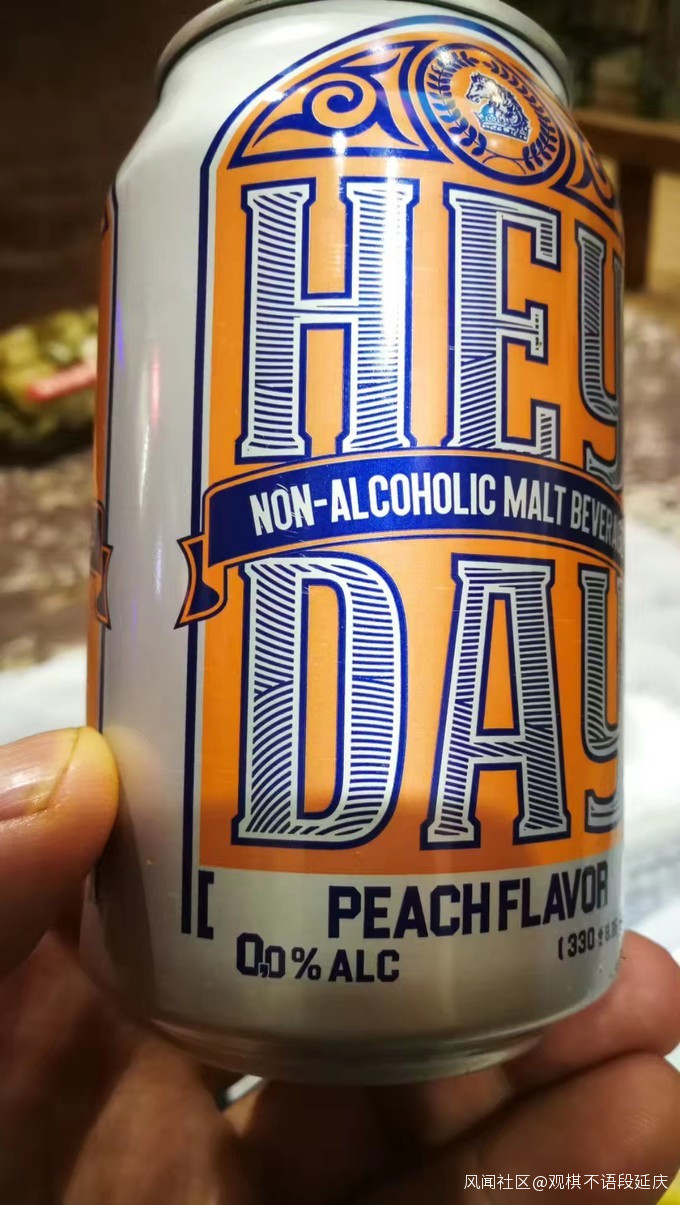 HEY
NON-ALCOHOLIC MALT
DAY
PEACH FLAVOR
0,0% ALC
(330 ±
风闻社区@观棋不语段延庆